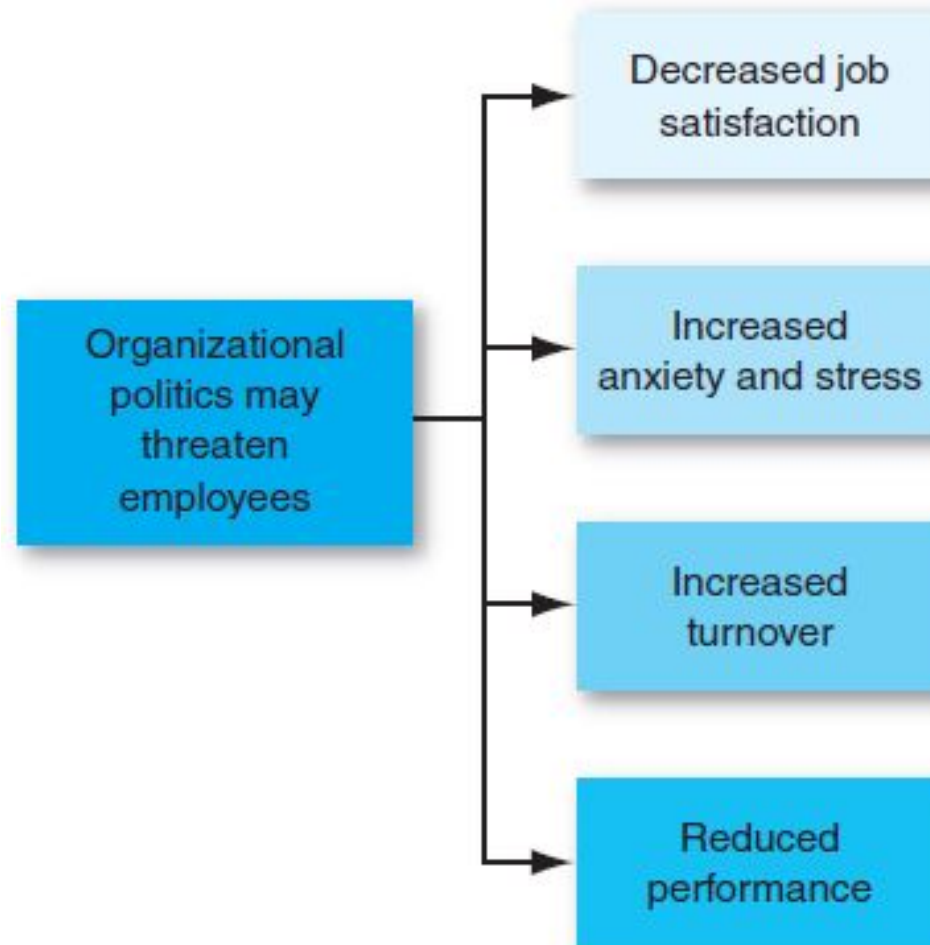 Organizational
politics may
threaten
employees
Decreased job
satisfaction
Increased
anxiety and stress
Increased
turnover
Reduced
performance